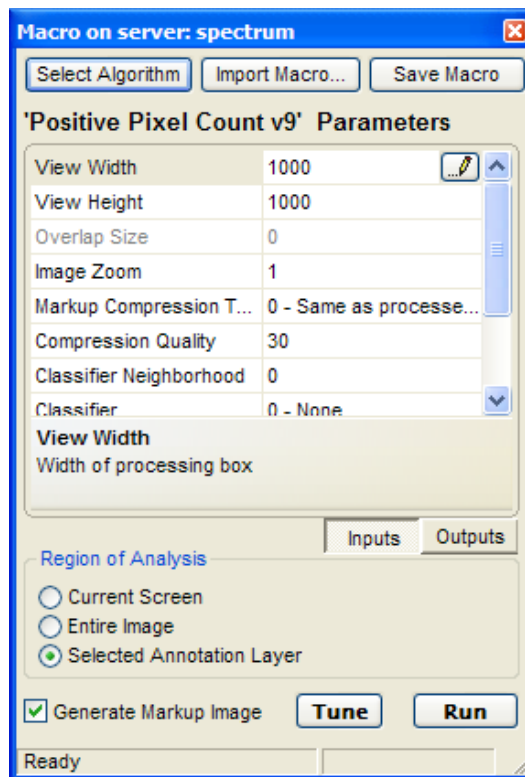 Macro on server: spectrum
Select Algorithm Import Macro... Save Macro
'Positive Pixel Count v9' Parameters
View Width 1000
View Height 1000
Overlap Size 0
Image Zoom 1
Markup Compression T... 0 - Same as processe...
Compression Quality 30
Classifier Neighborhood 0
Classifier 0 - None
View Width
Width of processing box
Inputs Outputs
Region of Analysis
Current Screen
Entire Image
Selected Annotation Layer
Generate Markup Image Tune Run
Ready